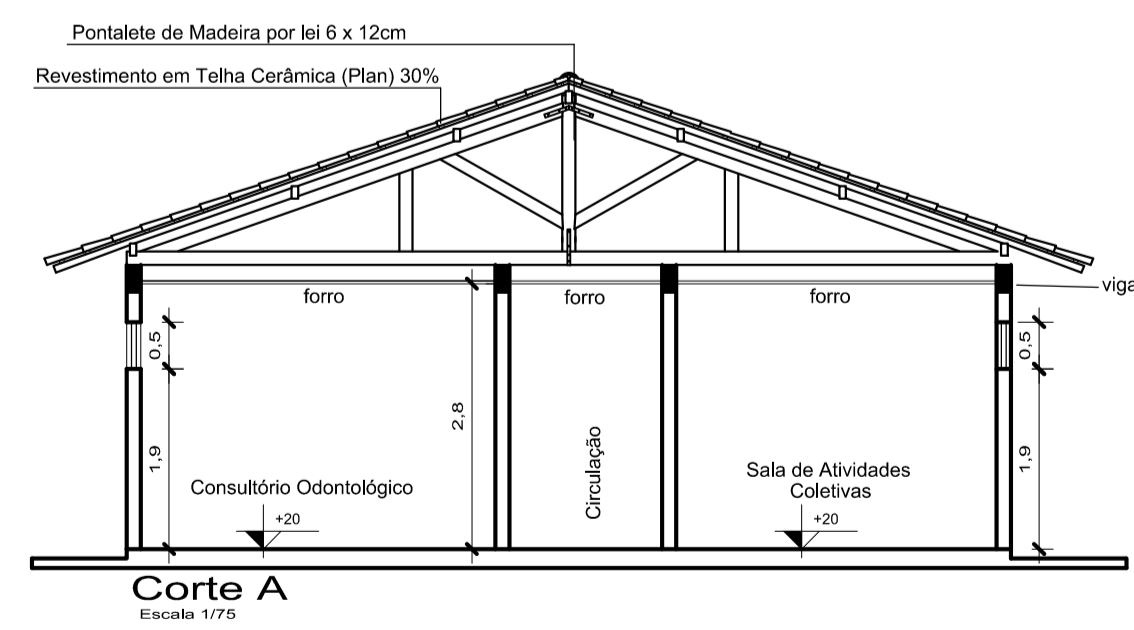 Pontalete de Madeira por lei 6 x 12cm
Revestimento em Telha Cerâmica (Plan) 30%
forro
forro
forro
viga
0,5
0,5
2,8
1,9
1,9
Circulação
Consultório Odontológico
Sala de Atividades
Coletivas
+20
+20
Corte A
Escala 1/75